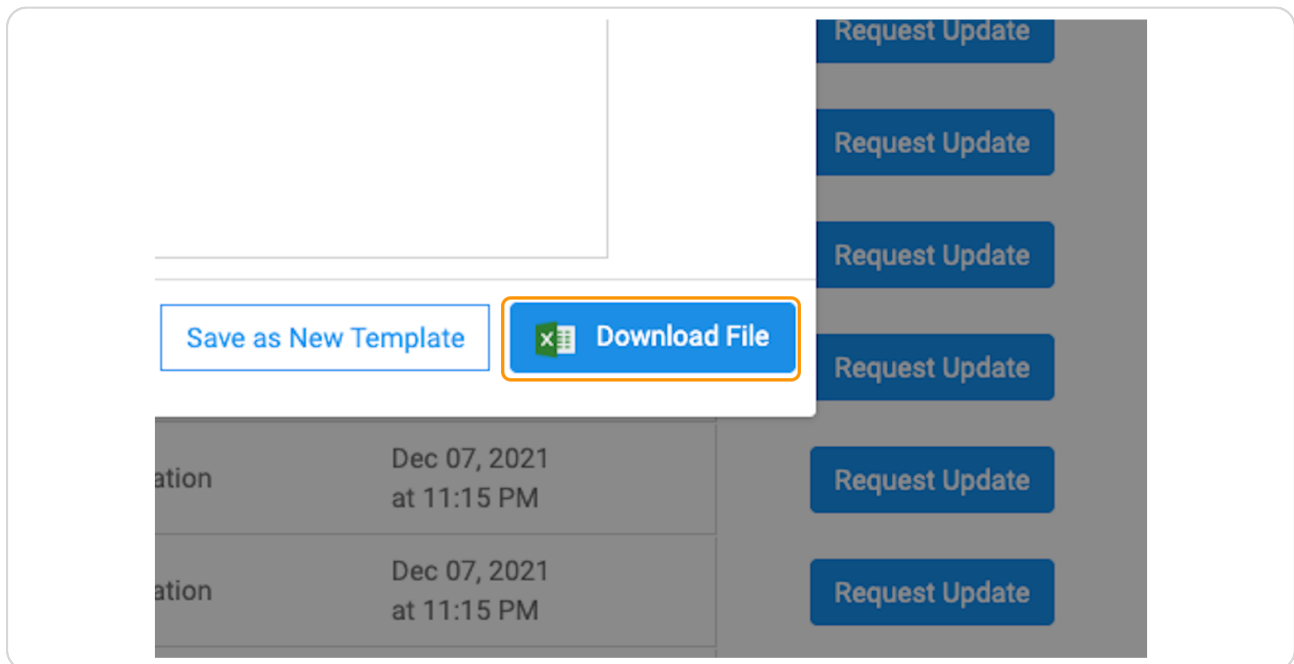 Request Update
Request Update
Request Update
Save as New Template
Download File
Request Update
ation
Dec 07, 2021
at 11:15 PM
Request Update
ation
Dec 07, 2021
at 11:15 PM
Request Update